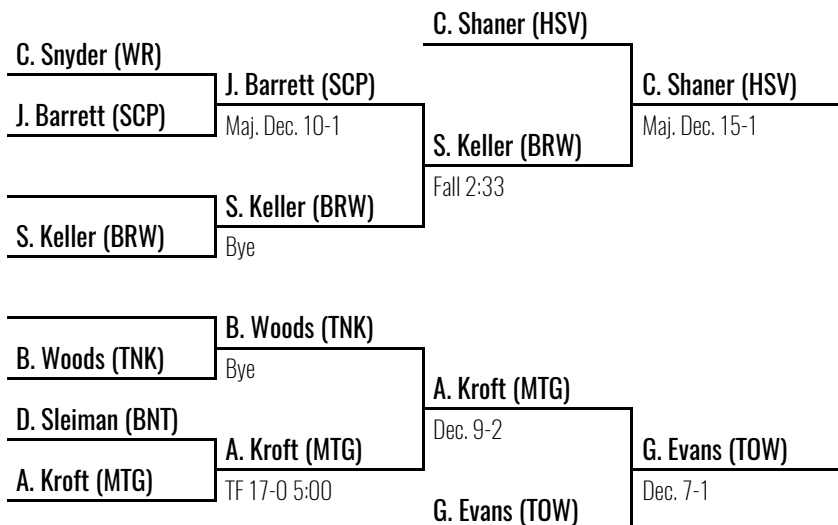 C. Shaner (HSV)
C. Snyder (WR)
J. Barrett (SCP)
C. Shaner (HSV)
J. Barrett (SCP)
Maj. Dec. 10-1
Maj. Dec. 15-1
S. Keller (BRW)
Fall 2:33
S. Keller (BRW)
S. Keller (BRW)
Bye
B. Woods (TNK)
B. Woods (TNK)
Bye
A. Kroft (MTG)
D. Sleiman (BNT)
Dec. 9-2
A. Kroft (MTG)
G. Evans (TOW)
A. Kroft (MTG)
TF 17-0 5:00
Dec. 7-1
G. Evans (TOW)